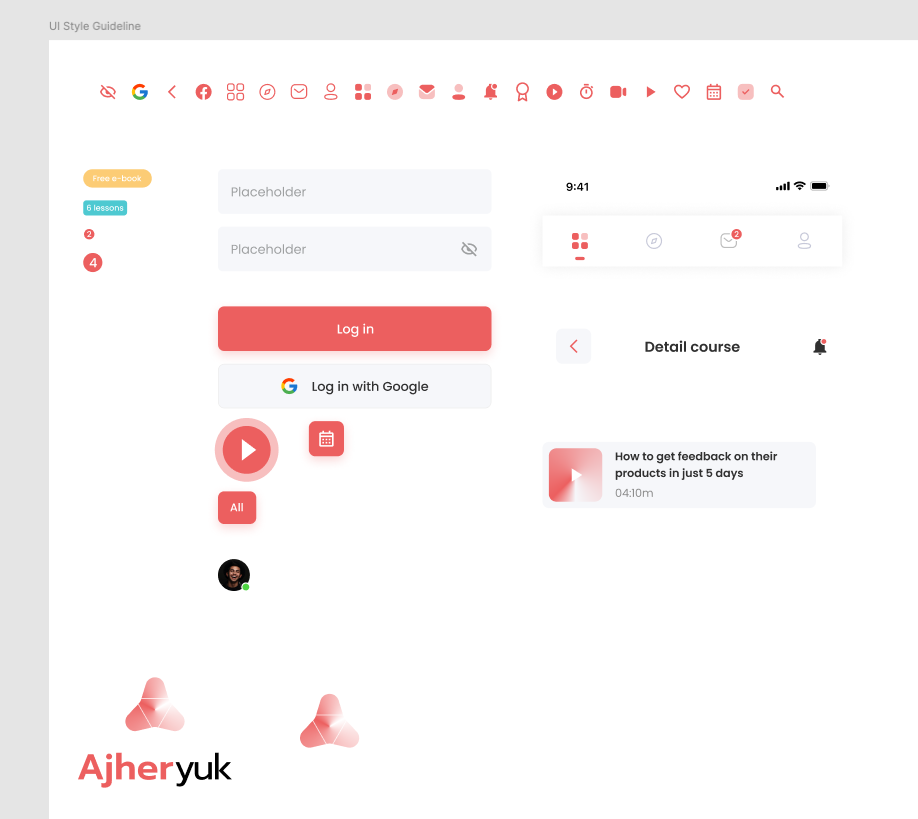 UI Style Guideline
Free e-book
6 lessons
2
4
Placeholder
Placeholder
Log in
Log in with Google
All
9:41
2
Detail course
How to get feedback on their
products in just 5 days
04:10m
Ajheryuk